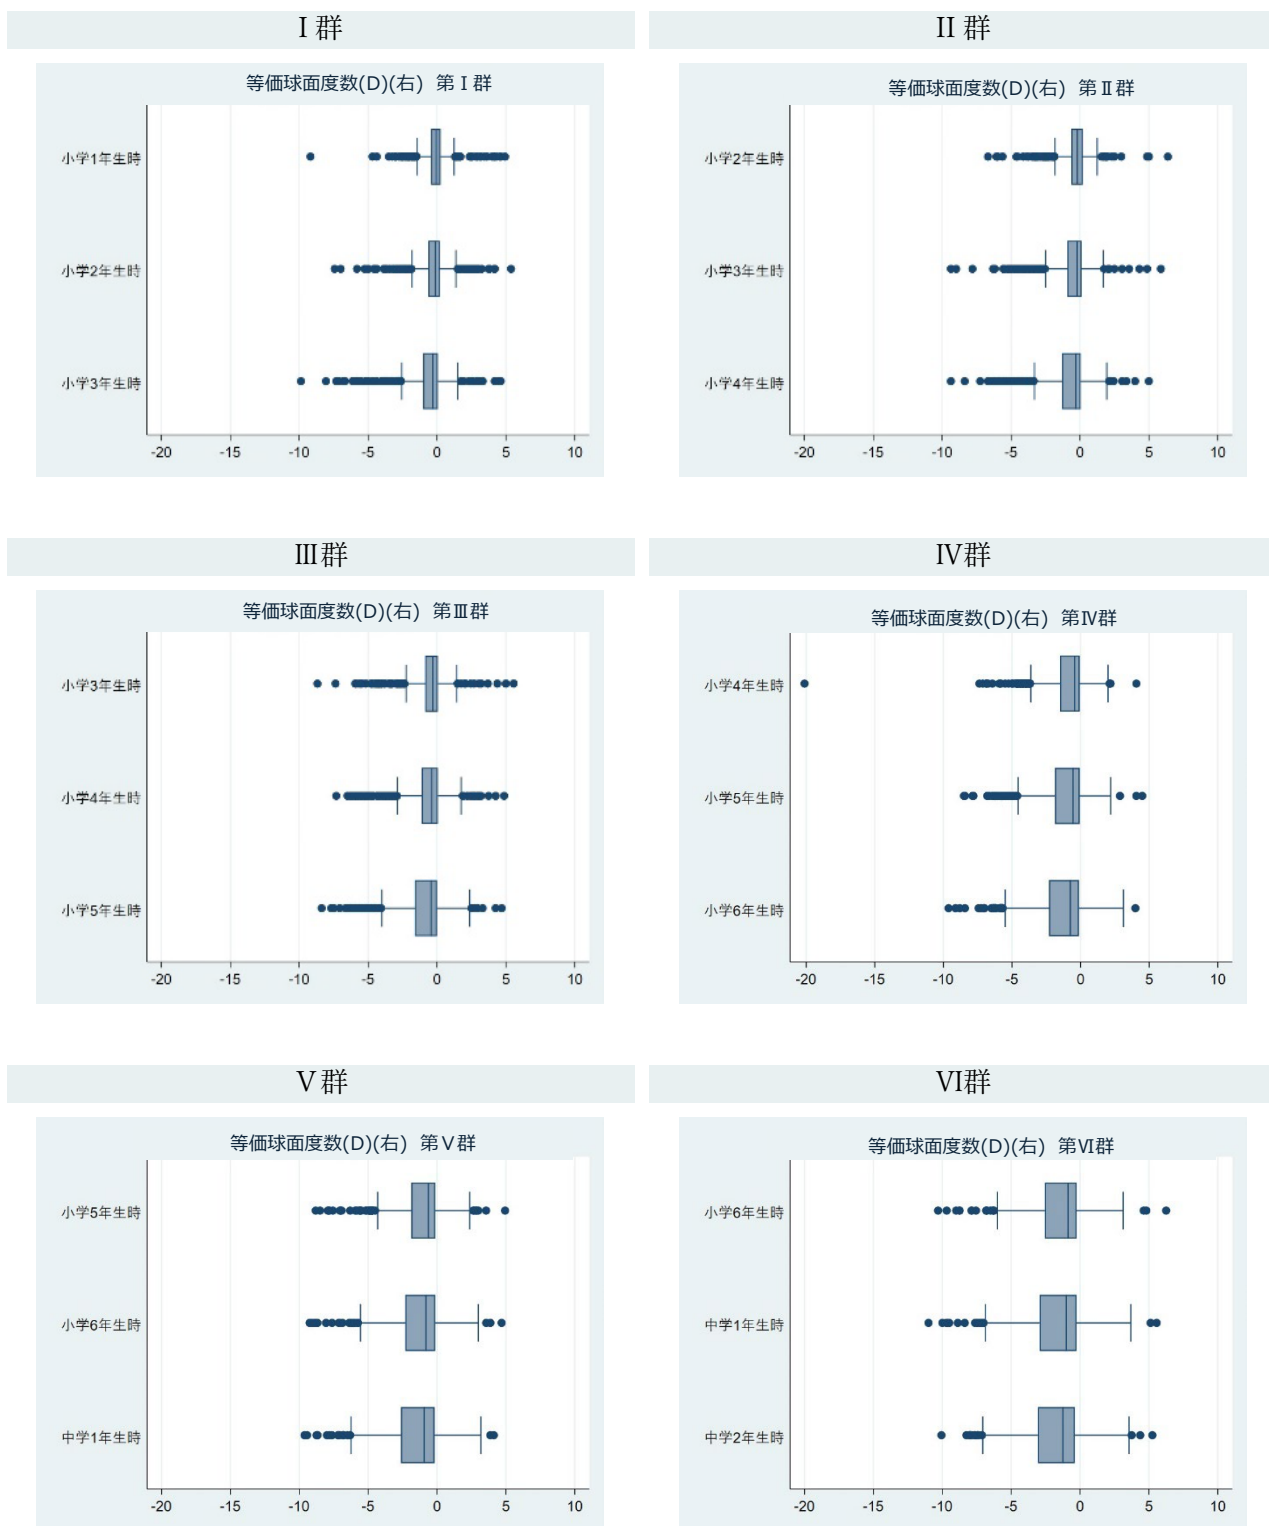 I 群
等価球面度数(D)(右) 第Ⅰ群
小学1年生時
小学2年生時
小学3年生時
-20 -15 -10 -5 0 5 10
II 群
等価球面度数(D)(右) 第Ⅱ群
小学2年生時
小学3年生時
小学4年生時
-20 -15 -10 -5 0 5 10
Ⅲ群
等価球面度数(D)(右) 第Ⅲ群
小学3年生時
小学4年生時
小学5年生時
-20 -15 -10 -5 0 5 10
Ⅳ群
等価球面度数(D)(右) 第Ⅳ群
小学4年生時
小学5年生時
小学6年生時
-20 -15 -10 -5 0 5 10
Ⅴ群
等価球面度数(D)(右) 第Ⅴ群
小学5年生時
小学6年生時
中学1年生時
-20 -15 -10 -5 0 5 10
Ⅵ群
等価球面度数(D)(右) 第Ⅵ群
小学6年生時
中学1年生時
中学2年生時
-20 -15 -10 -5 0 5 10